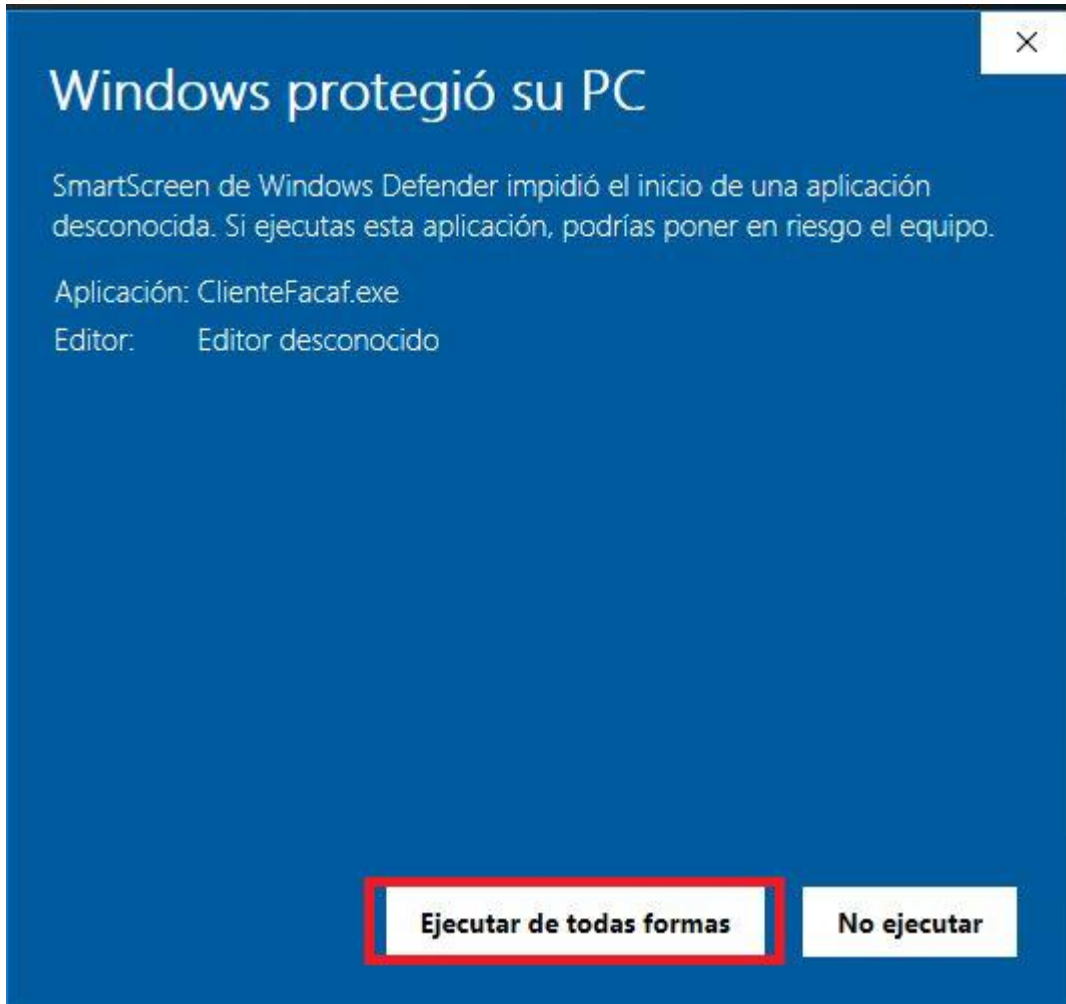 Windows protegió su PC
SmartScreen de Windows Defender impidió el inicio de una aplicación
desconocida. Si ejecutas esta aplicación, podrías poner en riesgo el equipo.
Aplicación: ClienteFacaf.exe
Editor: Editor desconocido
Ejecutar de todas formas No ejecutar